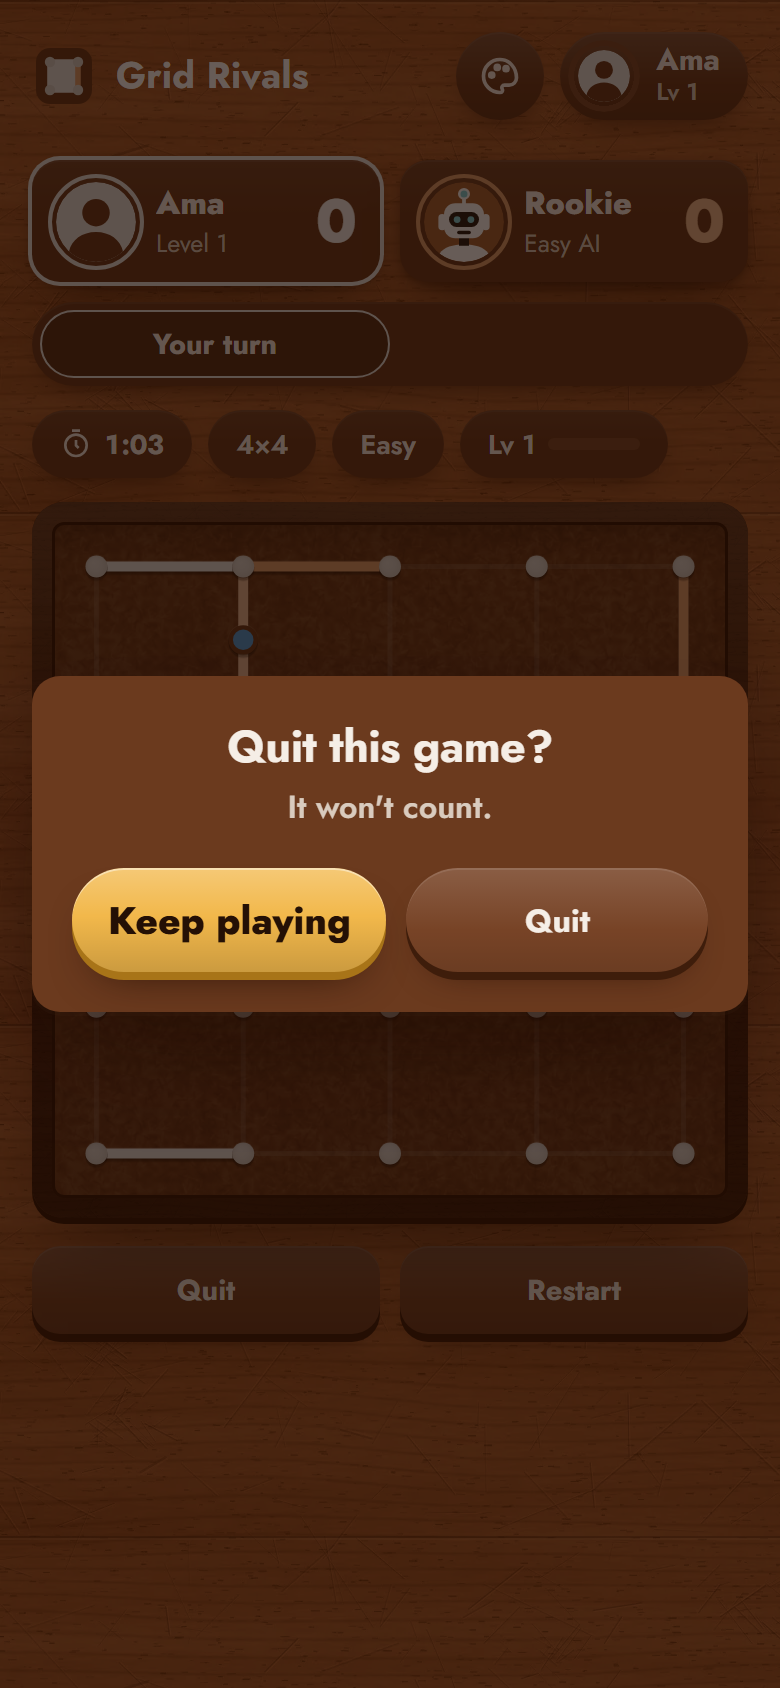 Grid Rivals
Ama
Lv 1
Ama
Level 1
0
Rookie
Easy AI
0
Your turn
1:03
4×4
Easy
Lv 1
Quit this game?
It won't count.
Keep playing
Quit
Quit
Restart